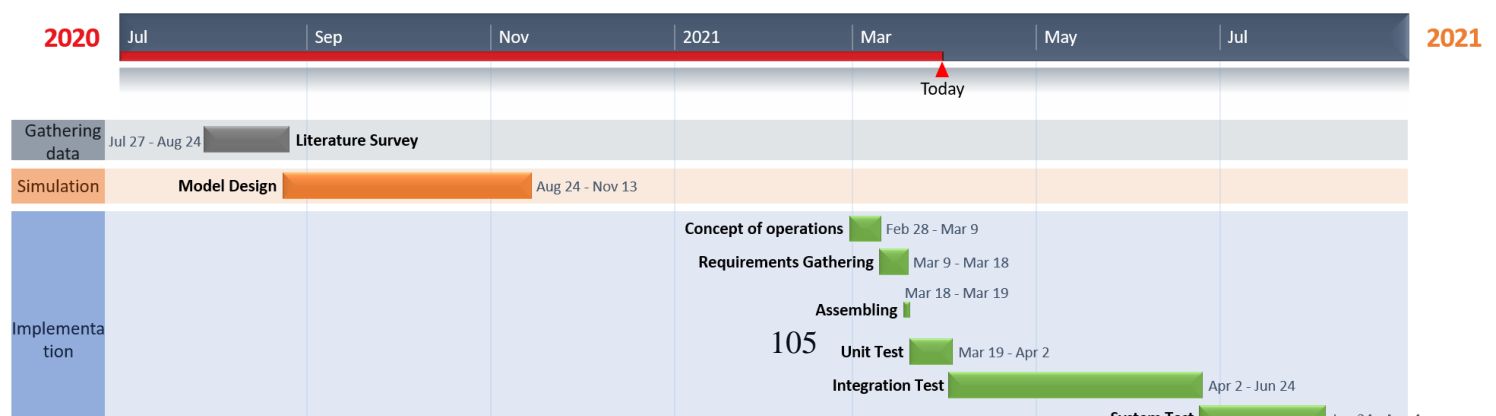 2020
Jul Sep Nov 2021 Mar May Jul
2021
Today
Gathering
data
Jul 27 - Aug 24
Literature Survey
Simulation
Model Design
Aug 24 - Nov 13
Implementa
tion
Concept of operations
Feb 28 - Mar 9
Requirements Gathering
Mar 9 - Mar 18
Mar 18 - Mar 19
Assembling
105
Unit Test
Mar 19 - Apr 2
Integration Test
Apr 2 - Jun 24
System Test